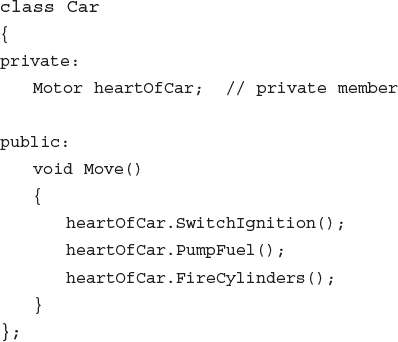 class Car
{
private:
    Motor heartOfCar;  // private member

public:
    void Move()
    {
        heartOfCar.SwitchIgnition();
        heartOfCar.PumpFuel();
        heartOfCar.FireCylinders();
    }
};